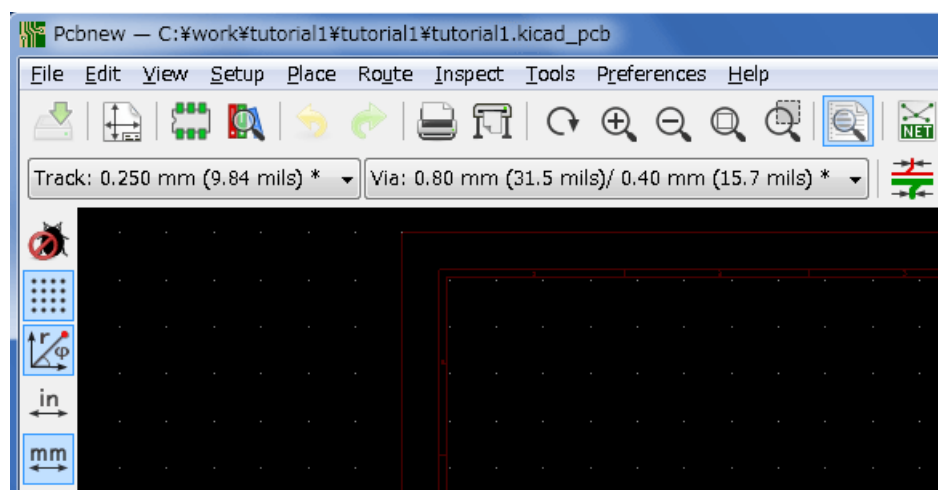 Pcbnew — C:¥work¥tutorial1¥tutorial1¥tutorial1.kicad_pcb
File Edit View Setup Place Route Inspect Tools Preferences Help
NET
Track: 0.250 mm (9.84 mils) * Via: 0.80 mm (31.5 mils)/ 0.40 mm (15.7 mils) *
r φ
in
mm